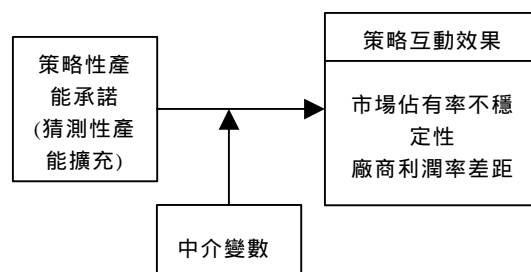 策略性產
能承諾
(猜測性產
能擴充)
策略互動效果
市場佔有率不穩
定性
廠商利潤率差距
中介變數